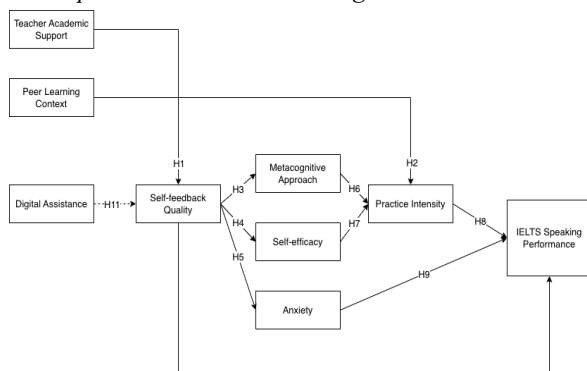 Teacher Academic
Support
Peer Learning
Context
H1
H2
Metacognitive
Approach
H3
H6
Digital Assistance
H11
Self-feedback
Quality
Practice Intensity
H4
H7
H8
Self-efficacy
IELTS Speaking
Performance
H5
H9
Anxiety